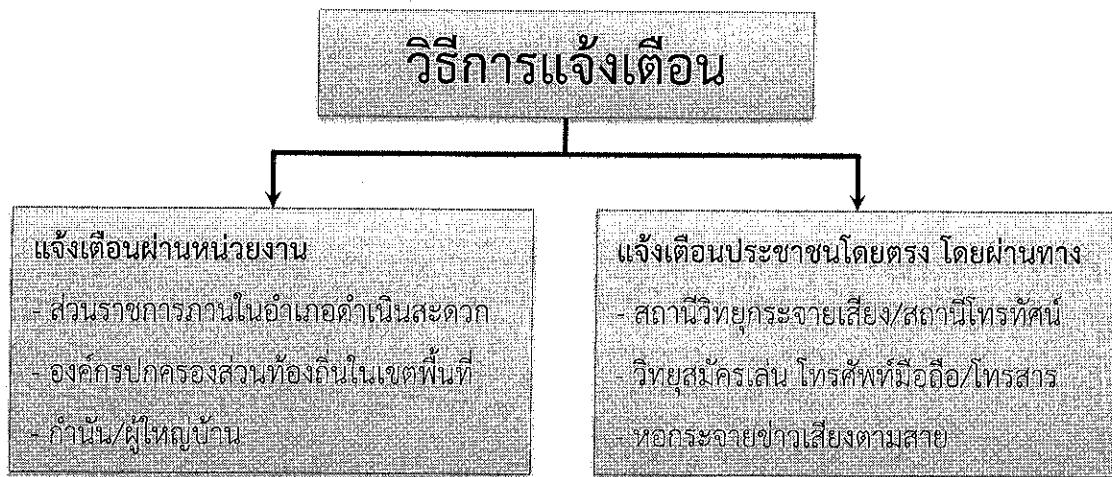 วิธีการแจ้งเตือน
แจ้งเตือนผ่านหน่วยงาน
- ส่วนราชการภายในอำเภอดำเนินสะดวก
- องค์กรปกครองส่วนท้องถิ่นในเขตพื้นที่
- กำนัน/ผู้ใหญ่บ้าน
แจ้งเตือนประชาชนโดยตรง โดยผ่านทาง
- สถานีวิทยุกระจายเสียง/สถานีโทรทัศน์
- วิทยุสมัครเล่น โทรศัพท์มือถือ/โทรสาร
- หอกระจายข่าวเสียงตามสาย